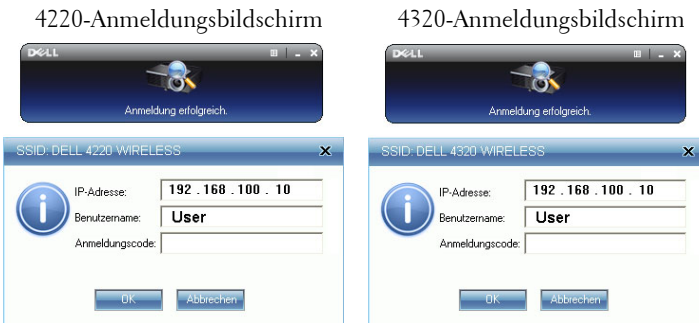 4220-Anmeldungsbildschirm
DELL
Anmeldung erfolgreich.
SSID: DELL 4220 WIRELESS
IP-Adresse: 192 . 168 . 100 . 10
Benutzername: User
Anmeldungscode:
OK Abbrechen
4320-Anmeldungsbildschirm
DELL
Anmeldung erfolgreich.
SSID: DELL 4320 WIRELESS
IP-Adresse: 192 . 168 . 100 . 10
Benutzername: User
Anmeldungscode:
OK Abbrechen